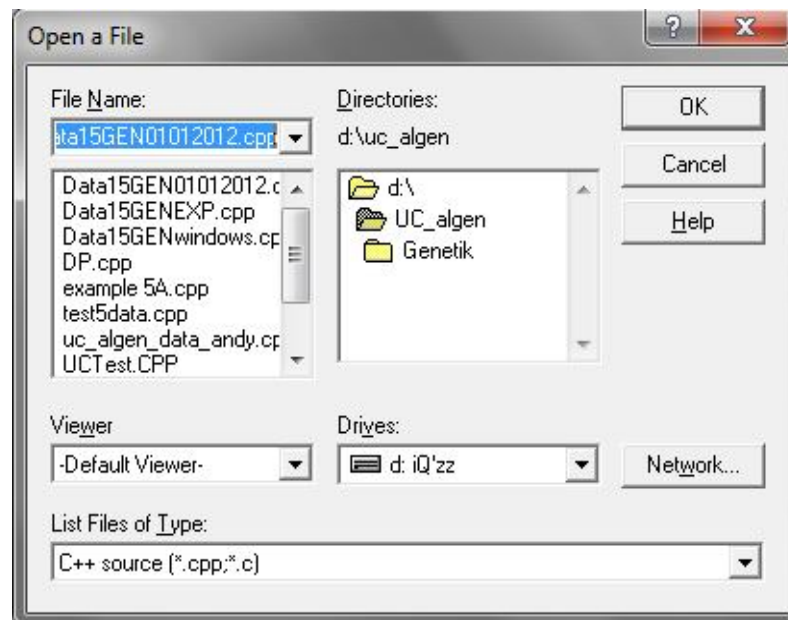 Open a File
File Name:
ata15GEN01012012.cpp
Data15GEN01012012.c
Data15GENEXP.cpp
Data15GENwindows.cp
DP.cpp
example 5A.cpp
test5data.cpp
uc_algen_data_andy.cp
UCTest.CPP
Directories:
d:\uc_algen
d:\
UC_algen
Genetik
OK
Cancel
Help
Viewer
-Default Viewer-
Drives:
d: iQ'zz
Network...
List Files of Type:
C++ source (*.cpp;*.c)